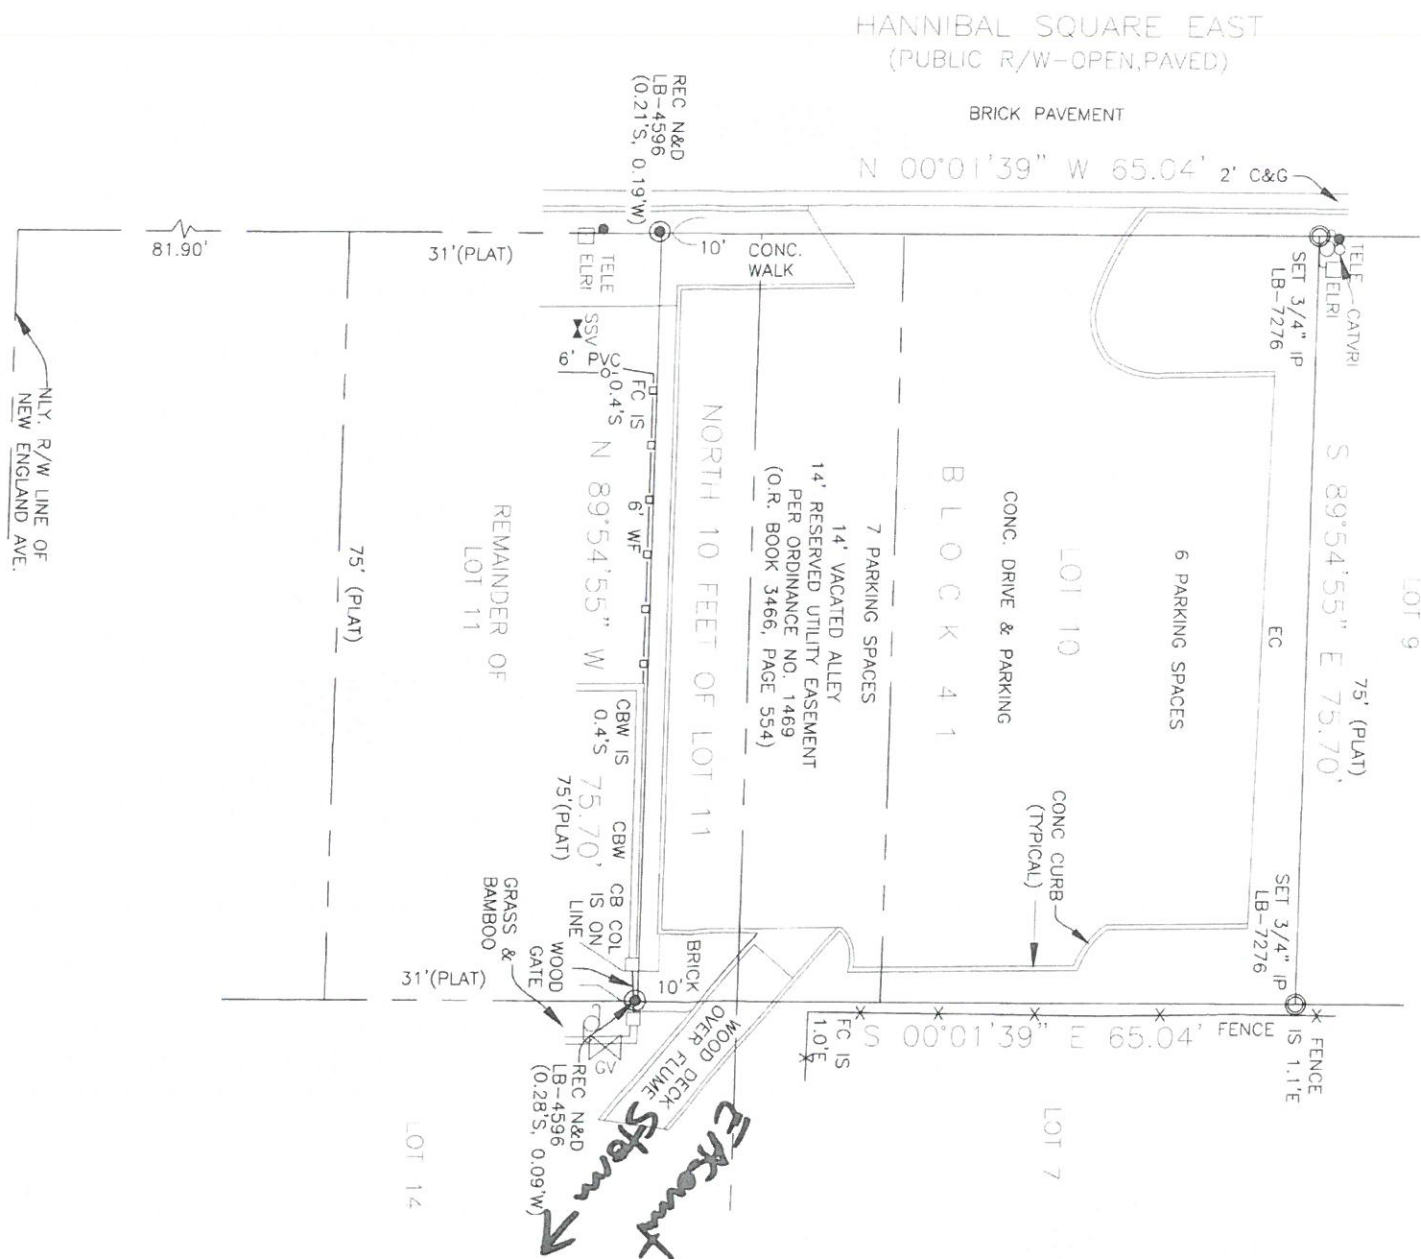 HANNIBAL SQUARE EAST
(PUBLIC R/W-OPEN,PAVED)
BRICK PAVEMENT
N 00°01'39" W 65.04'
2' C&G
REC N&D
LB-4596
(0.21'S, 0.19'W)
81.90'
31'(PLAT)
TELE
ELRI
10'
CONC.
WALK
SET 3/4" IP
LB-7276
TELE
ELRI
CATVRI
SSV
6' PVC
FC IS
0.4'S
NLY. R/W LINE OF
NEW ENGLAND AVE.
75' (PLAT)
REMAINDER OF
LOT 11
N 89°54'55" W
75.70'
75'(PLAT)
6' WF
NORTH 10 FEET OF LOT 11
14' VACATED ALLEY
14' RESERVED UTILITY EASEMENT
PER ORDINANCE NO. 1469
(O.R. BOOK 3466, PAGE 554)
7 PARKING SPACES
BLOCK 41
CONC. DRIVE & PARKING
LOT 10
6 PARKING SPACES
EC
S 89°54'55" E 75.70'
75' (PLAT)
LOT 9
CBW IS
0.4'S
CBW
CB COL
IS ON
LINE
WOOD
GATE
GRASS &
BAMBOO
CONC CURB
(TYPICAL)
SET 3/4" IP
LB-7276
31'(PLAT)
10'
BRICK
WOOD DECK
OVER FLUME
GV
REC N&D
LB-4596
(0.28'S, 0.09'W)
FC IS
1.0'E
S 00°01'39" E 65.04'
FENCE
FENCE
IS 1.1'E
LOT 7
LOT 14
Storm